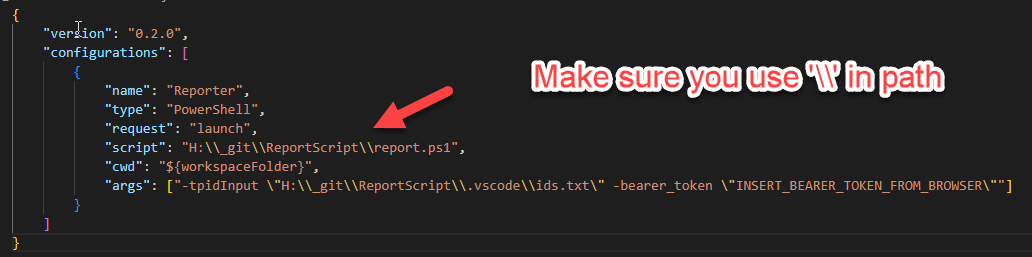 {
"version": "0.2.0",
"configurations": [
{
"name": "Reporter",
"type": "PowerShell",
"request": "launch",
"script": "H:\\_git\\ReportScript\\report.ps1",
"cwd": "${workspaceFolder}",
"args": ["-tpidInput \"H:\\_git\\ReportScript\\.vscode\\ids.txt\" -bearer_token \"INSERT_BEARER_TOKEN_FROM_BROWSER\""]
}
]
}
Make sure you use '\\' in path